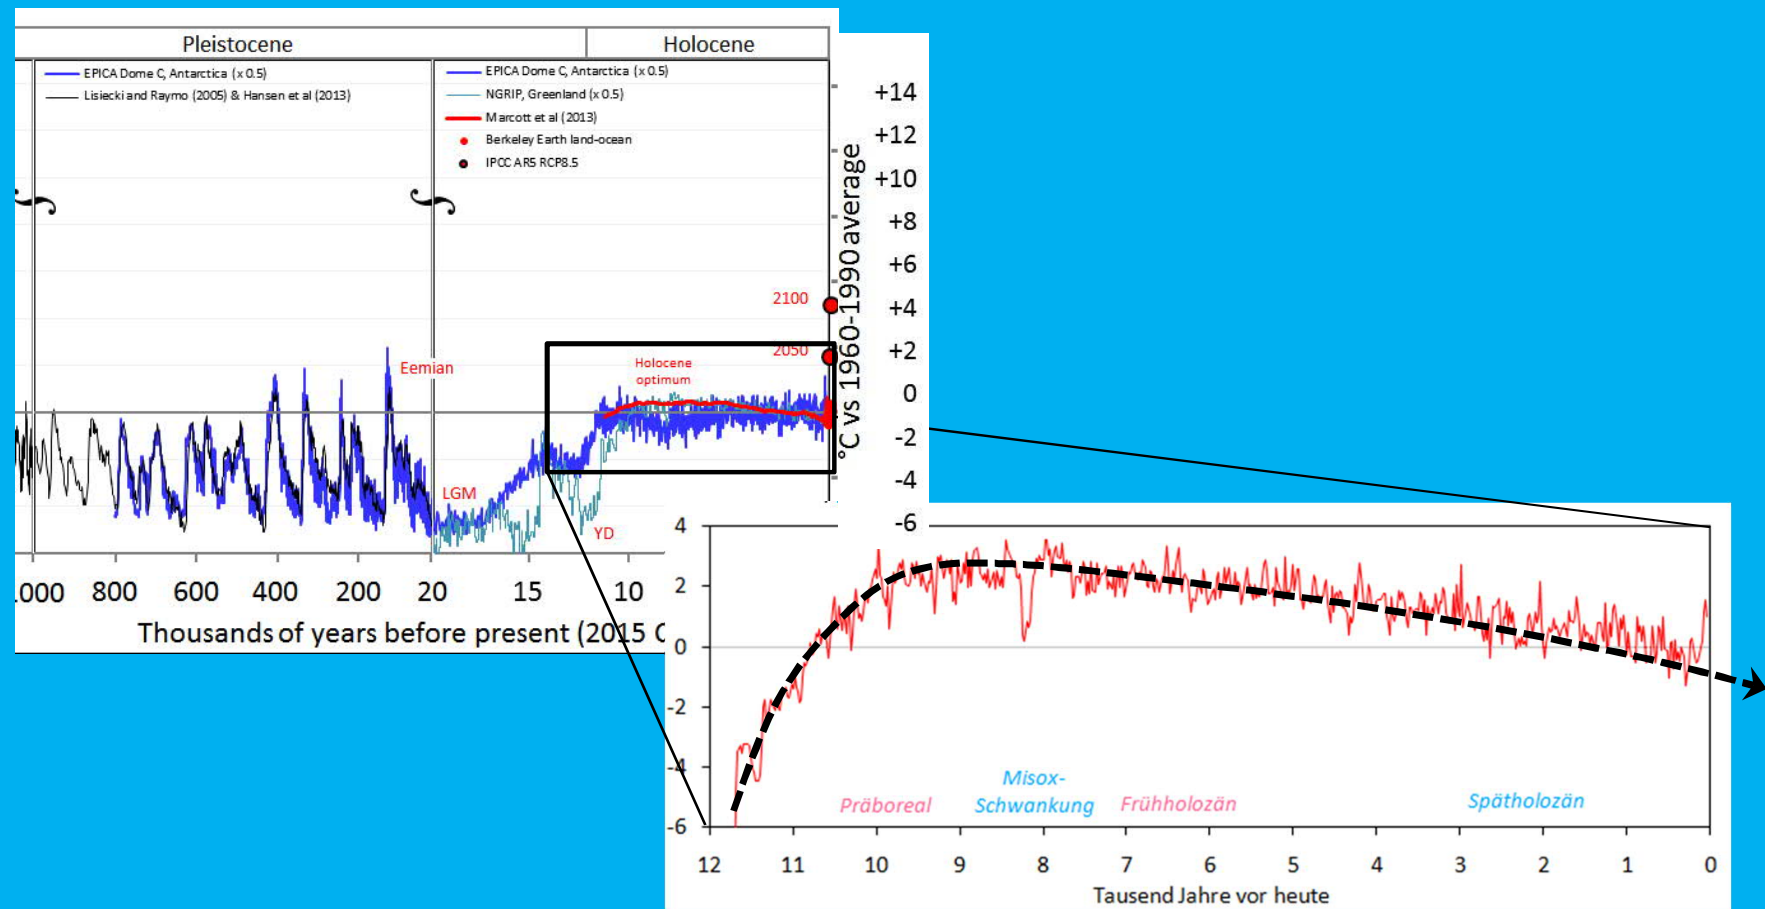 Pleistocene
Holocene
EPICA Dome C, Antarctica (x 0.5)
Lisiecki and Raymo (2005) & Hansen et al (2013)
EPICA Dome C, Antarctica (x 0.5)
NGRIP, Greenland (x 0.5)
Marcott et al (2013)
Berkeley Earth land-ocean
IPCC AR5 RCP8.5
+14
+12
+10
+8
+6
+4
+2
0
-2
-4
-6
°C vs 1960-1990 average
2100
2050
Eemian
Holocene
optimum
LGM
YD
000 800 600 400 200 20 15 10
Thousands of years before present (2015
4
2
0
-2
-4
-6
Präboreal
Misox-
Schwankung
Frühholozän
Spätholozän
12 11 10 9 8 7 6 5 4 3 2 1 0
Tausend Jahre vor heute